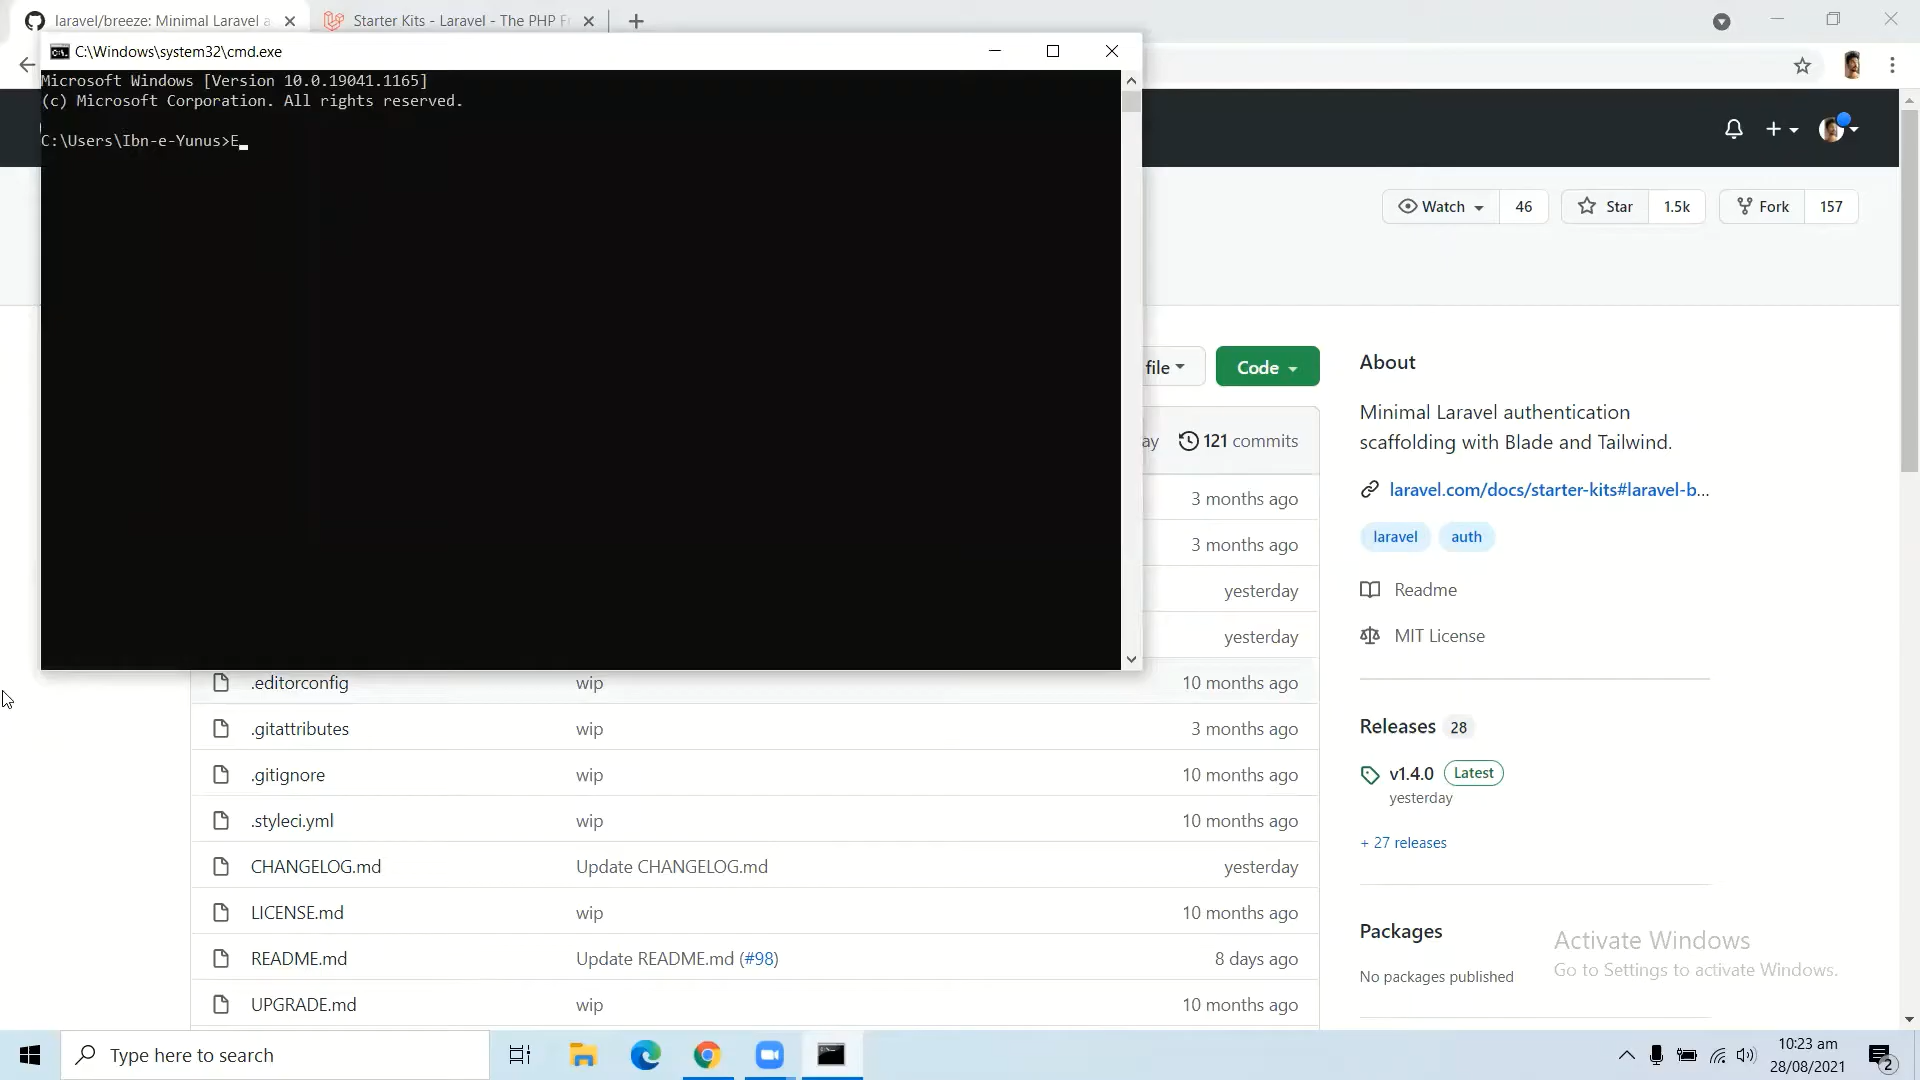 laravel/breeze: Minimal Laravel a
Starter Kits - Laravel - The PHP F
C:\Windows\system32\cmd.exe
Microsoft Windows [Version 10.0.19041.1165]
(c) Microsoft Corporation. All rights reserved.
C:\Users\Ibn-e-Yunus>E_
Watch 46 Star 1.5k Fork 157
file Code
ay 121 commits
3 months ago
3 months ago
yesterday
yesterday
.editorconfig wip 10 months ago
.gitattributes wip 3 months ago
.gitignore wip 10 months ago
.styleci.yml wip 10 months ago
CHANGELOG.md Update CHANGELOG.md yesterday
LICENSE.md wip 10 months ago
README.md Update README.md (#98) 8 days ago
UPGRADE.md wip 10 months ago
About
Minimal Laravel authentication
scaffolding with Blade and Tailwind.
laravel.com/docs/starter-kits#laravel-b...
laravel auth
Readme
MIT License
Releases 28
v1.4.0 Latest
yesterday
+ 27 releases
Packages
No packages published
Activate Windows
Go to Settings to activate Windows.
Type here to search
10:23 am
28/08/2021
2